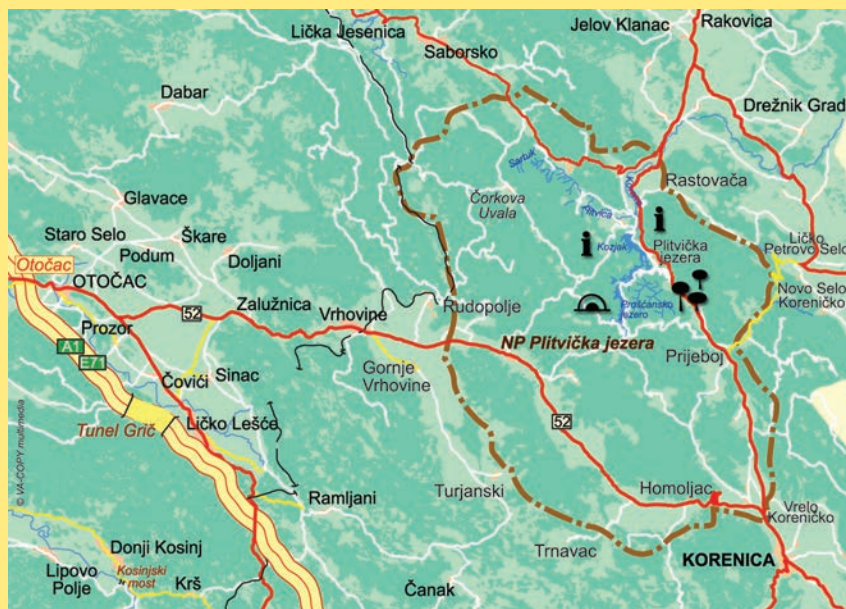 Lička Jesenica
Saborsko
Jelov Klanac
Rakovica
Dabar
Drežnik Grad
Sartuk
Rastovača
Glavace
Čorkova
Uvala
Plitvica
Korana
Staro Selo
Škare
Podum
Doljani
Kozjak
Plitvička
jezera
Ličko
Petrovo Selo
Otočac
OTOČAC
Zalužnica
Vrhovine
Rudopolje
Prošćansko
jezero
Novo Selo
Koreničko
52
Prozor
A1
E71
NP Plitvička jezera
Prijeboj
Gornje
Vrhovine
Čovići
Sinac
Tunel Grič
Ličko Lešće
52
© VA-COPY multimedia
Ramljani
Turjanski
Homoljac
Vrelo
Koreničko
Trnavac
KORENICA
Donji Kosinj
Lipovo
Polje
Kosinjski
most
Krš
Čanak